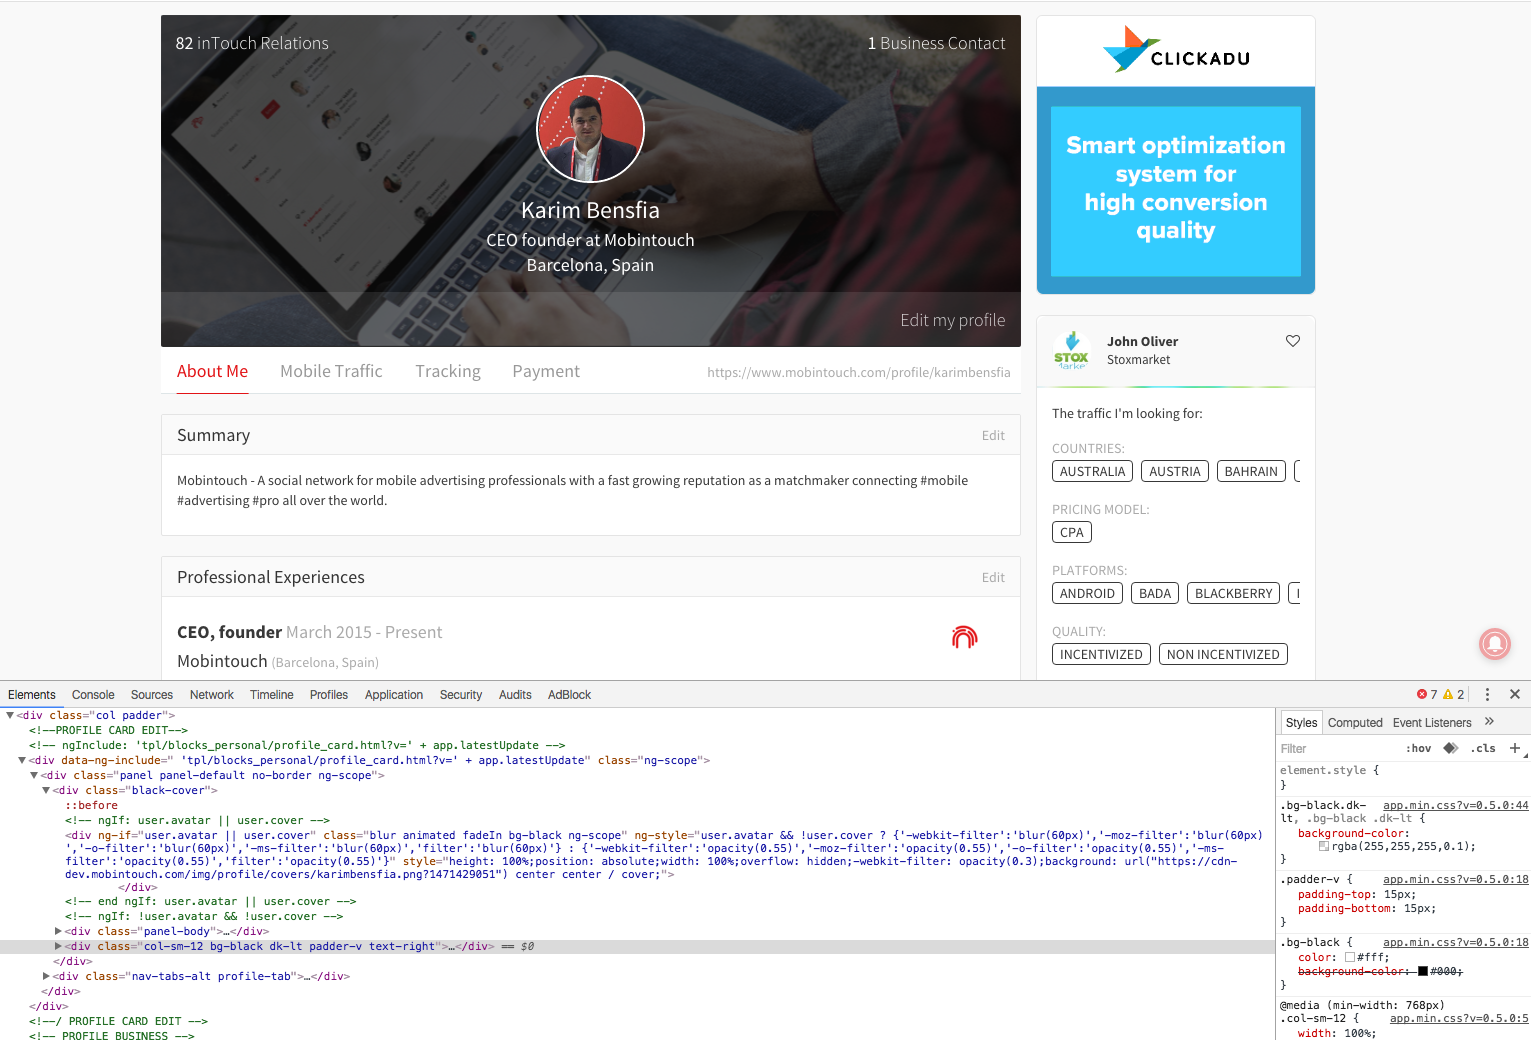 82 inTouch Relations
1 Business Contact
Karim Bensfia
CEO founder at Mobintouch
Barcelona, Spain
Edit my profile
About Me Mobile Traffic Tracking Payment https://www.mobintouch.com/profile/karimbensfia
Summary Edit
Mobintouch - A social network for mobile advertising professionals with a fast growing reputation as a matchmaker connecting #mobile
#advertising #pro all over the world.
Professional Experiences Edit
CEO, founder March 2015 - Present
Mobintouch (Barcelona, Spain)
CLICKADU
Smart optimization
system for
high conversion
quality
STOX
Market
John Oliver
Stoxmarket
The traffic I'm looking for:
COUNTRIES:
AUSTRALIA AUSTRIA BAHRAIN
PRICING MODEL:
CPA
PLATFORMS:
ANDROID BADA BLACKBERRY
QUALITY:
INCENTIVIZED NON INCENTIVIZED
Elements Console Sources Network Timeline Profiles Application Security Audits AdBlock 7 2
<div class="col padder">
<!--PROFILE CARD EDIT-->
<!-- ngInclude: 'tpl/blocks_personal/profile_card.html?v=' + app.latestUpdate -->
<div data-ng-include=" 'tpl/blocks_personal/profile_card.html?v=' + app.latestUpdate" class="ng-scope">
<div class="panel panel-default no-border ng-scope">
<div class="black-cover">
::before
<!-- ngIf: user.avatar || user.cover -->
<div ng-if="user.avatar || user.cover" class="blur animated fadeIn bg-black ng-scope" ng-style="user.avatar && !user.cover ? {'-webkit-filter':'blur(60px)','-moz-filter':'blur(60px)
','-o-filter':'blur(60px)','-ms-filter':'blur(60px)','filter':'blur(60px)'} : {'-webkit-filter':'opacity(0.55)','-moz-filter':'opacity(0.55)','-o-filter':'opacity(0.55)','-ms-
filter':'opacity(0.55)','filter':'opacity(0.55)'}" style="height: 100%;position: absolute;width: 100%;overflow: hidden;-webkit-filter: opacity(0.3);background: url("https://cdn-
dev.mobintouch.com/img/profile/covers/karimbensfia.png?1471429051") center center / cover;">
</div>
<!-- end ngIf: user.avatar || user.cover -->
<!-- ngIf: !user.avatar && !user.cover -->
<div class="panel-body">…</div>
<div class="col-sm-12 bg-black dk-lt padder-v text-right">…</div> == $0
</div>
<div class="nav-tabs-alt profile-tab">…</div>
</div>
</div>
<!--/ PROFILE CARD EDIT -->
<!-- PROFILE BUSINESS -->
Styles Computed Event Listeners »
Filter :hov .cls +
element.style {
}
.bg-black.dk- app.min.css?v=0.5.0:44
lt, .bg-black .dk-lt {
background-color:
rgba(255,255,255,0.1);
}
.padder-v { app.min.css?v=0.5.0:18
padding-top: 15px;
padding-bottom: 15px;
}
.bg-black { app.min.css?v=0.5.0:18
color: #fff;
background-color: #000;
}
@media (min-width: 768px)
.col-sm-12 { app.min.css?v=0.5.0:5
width: 100%;